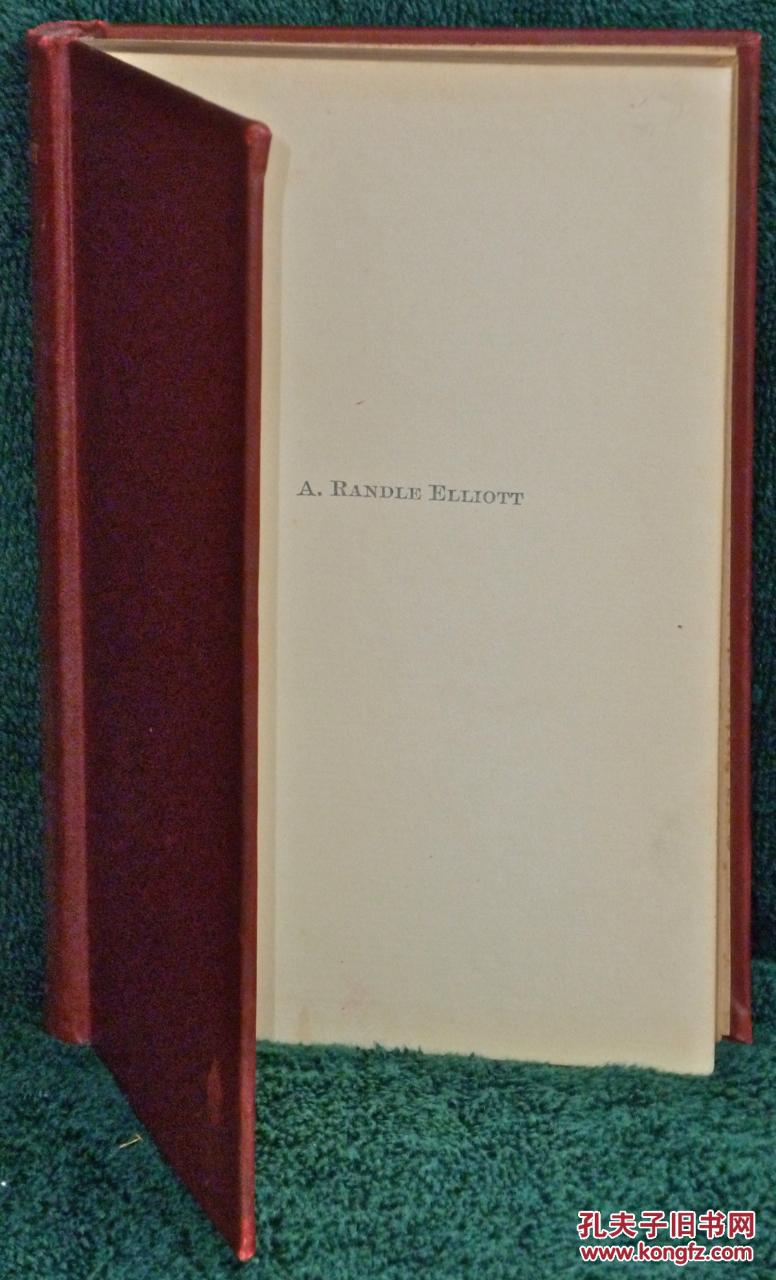 A. Randle Elliott
孔夫子旧书网
www.kongfz.com